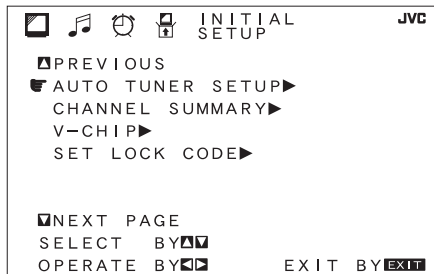 INITIAL
SETUP
JVC
▲PREVIOUS
AUTO TUNER SETUP▶
CHANNEL SUMMARY▶
V-CHIP▶
SET LOCK CODE▶
▼NEXT PAGE
SELECT BY▲▼
OPERATE BY◀▶ EXIT BY EXIT